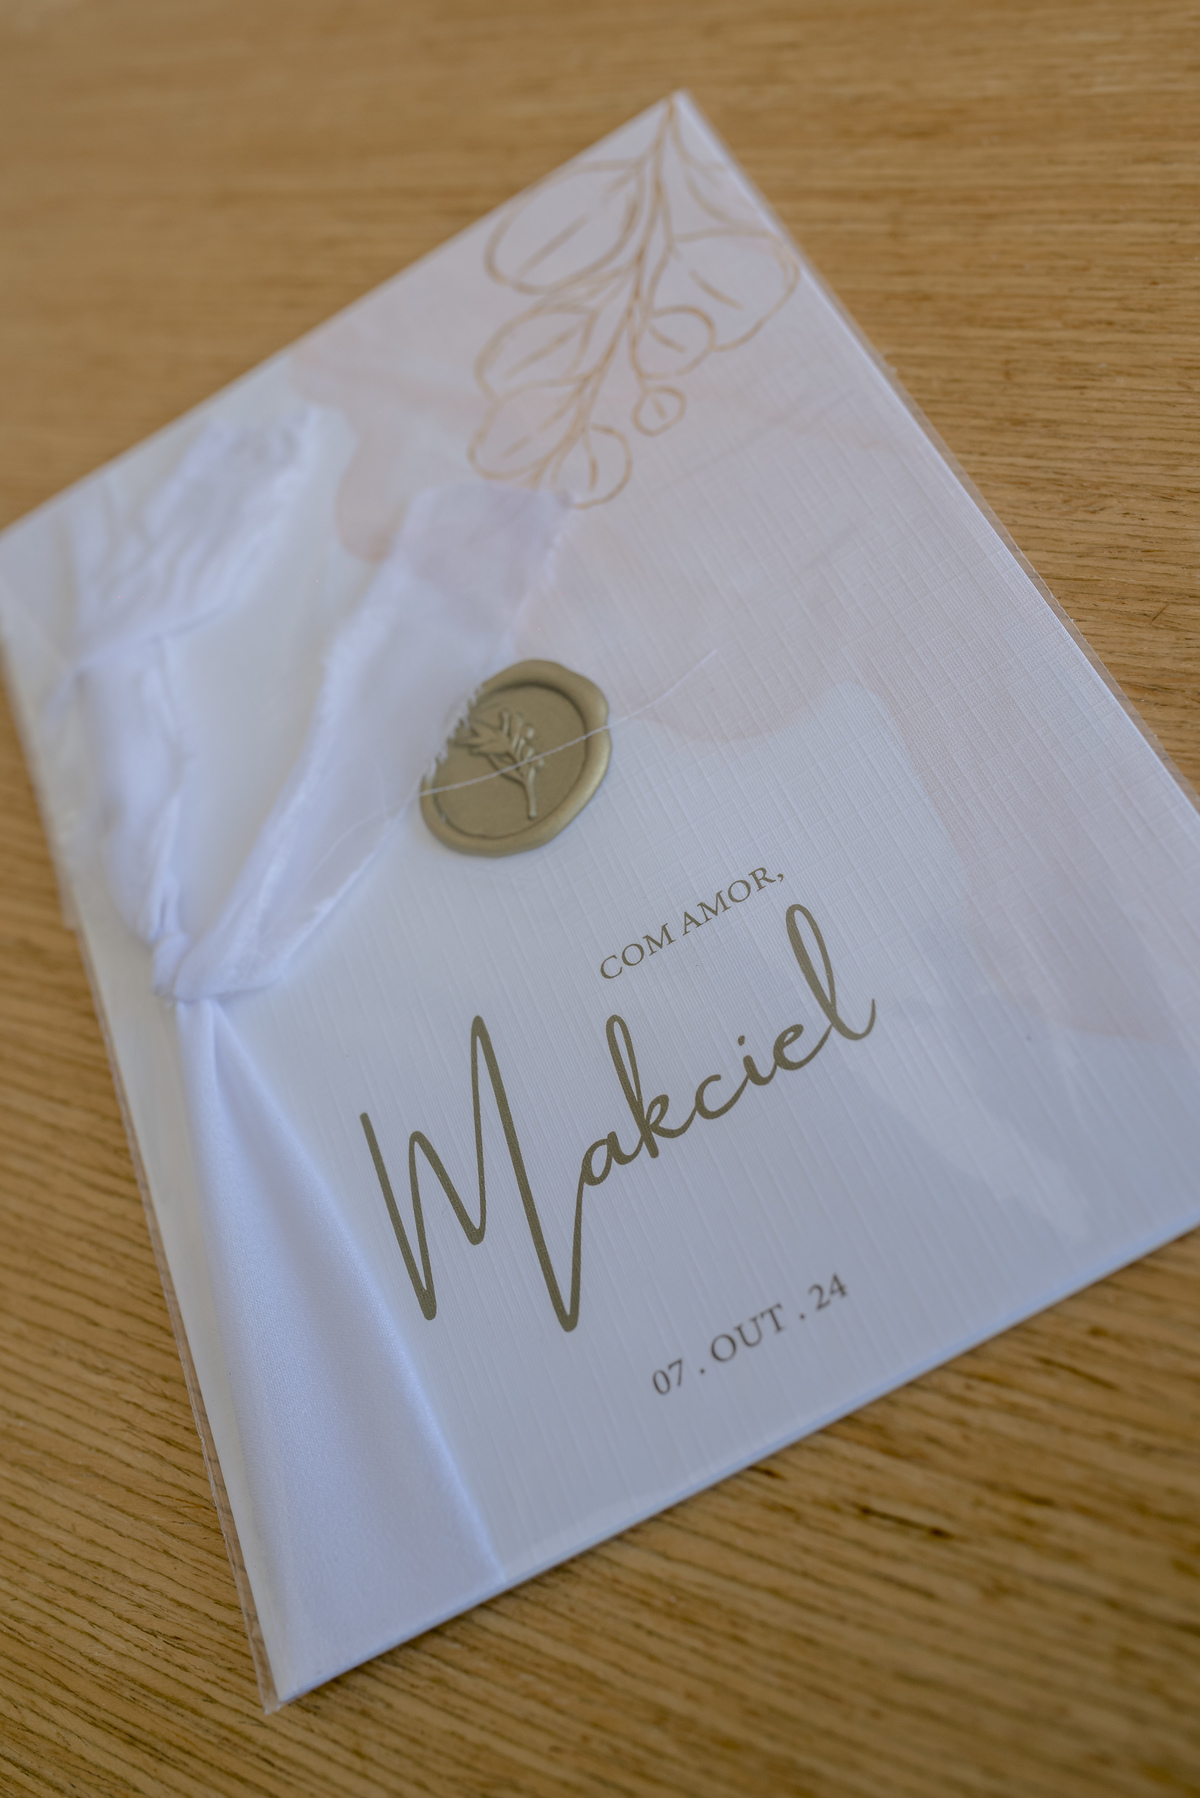 COM AMOR,
Makciel
07 . OUT . 24